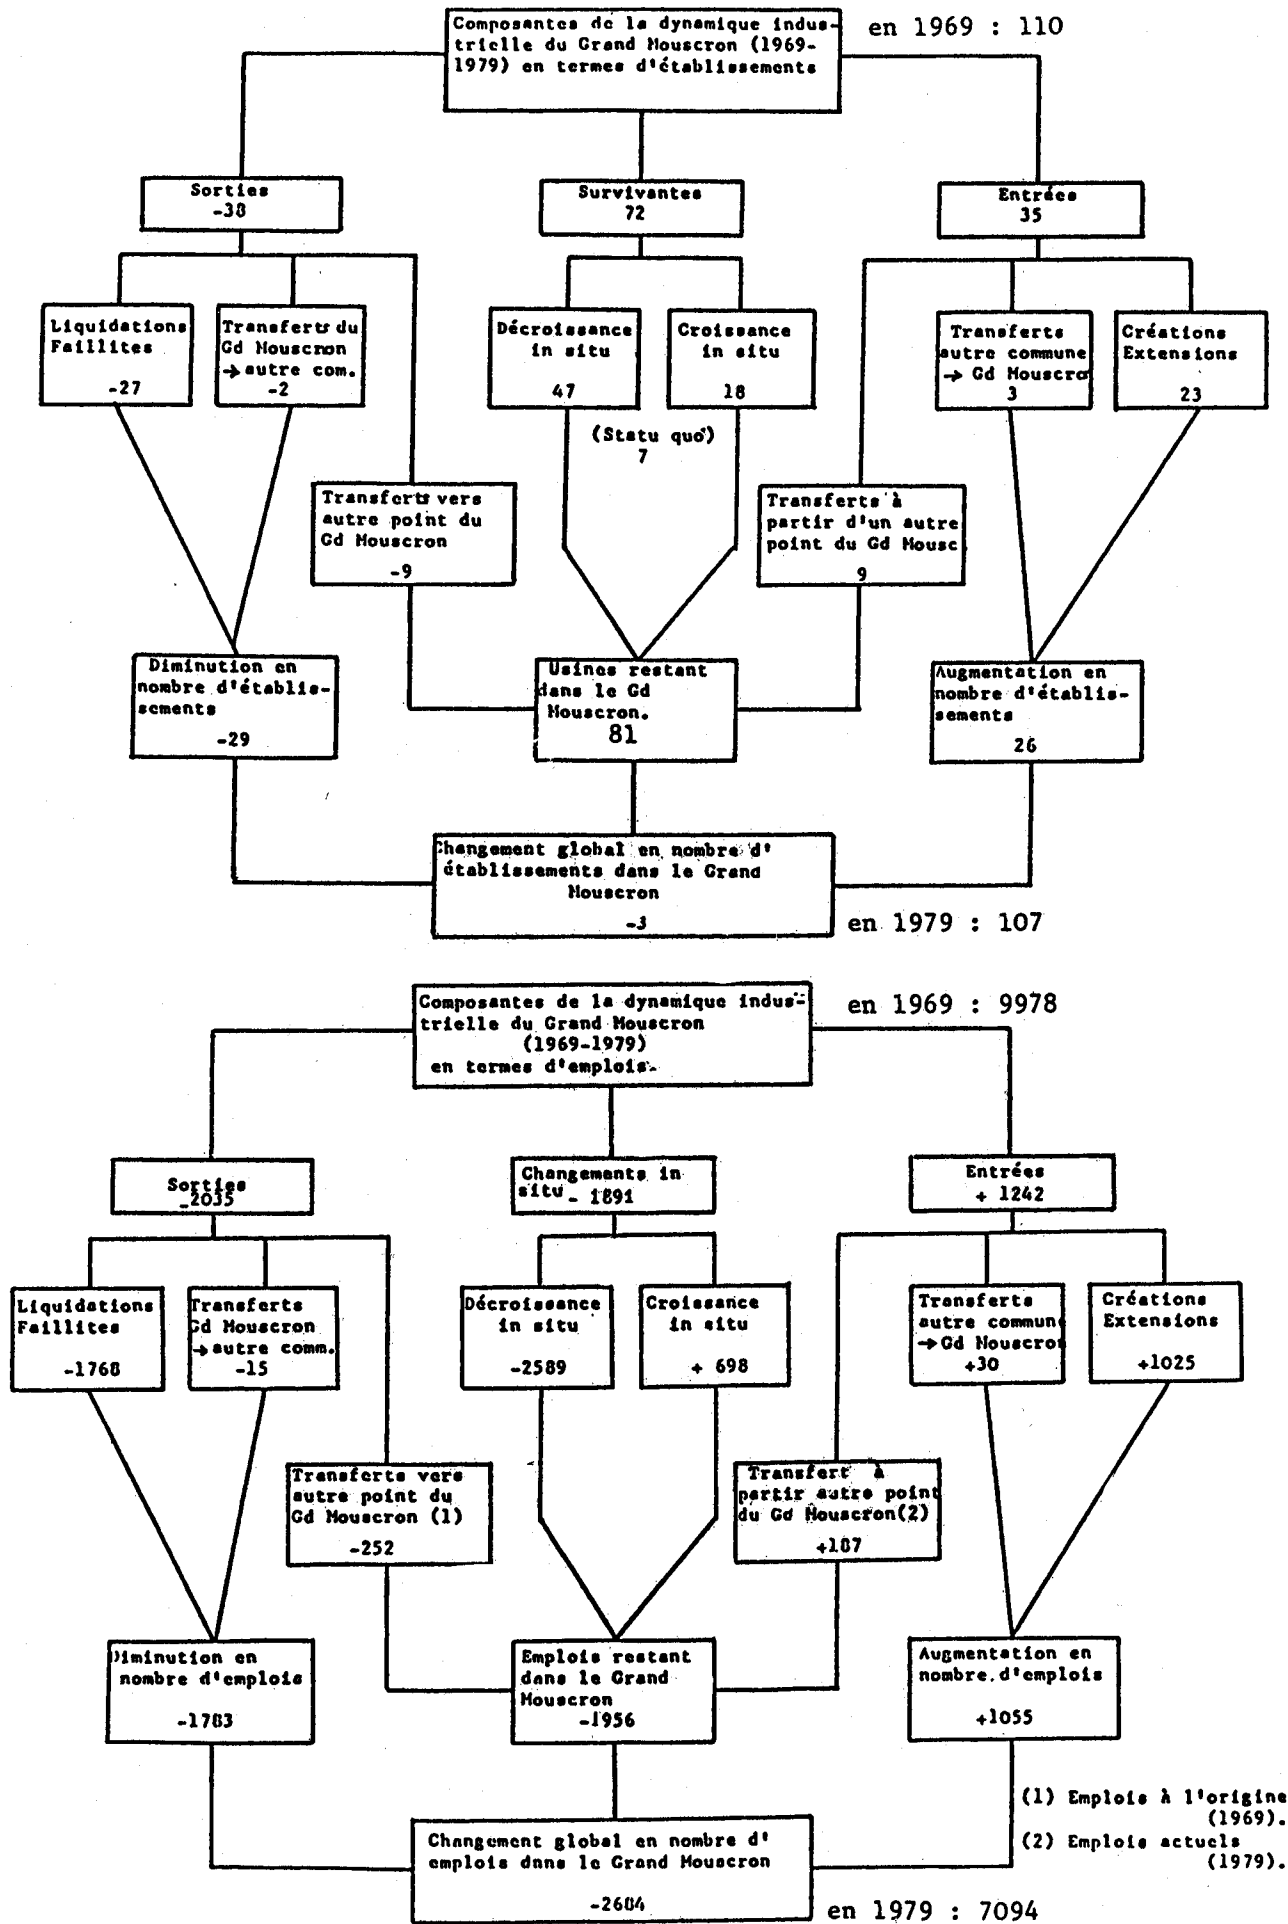 Composantes de la dynamique indus-
trielle du Grand Mouscron (1969-
1979) en termes d'établissements
en 1969 : 110
Sorties
-38
Survivantes
72
Entrées
35
Liquidations
Faillites
-27
Transferts du
Gd Mouscron
→ autre com.
-2
Décroissance
in situ
47
Croissance
in situ
18
Transferts
autre commune
→ Gd Mouscro
3
Créations
Extensions
23
(Statu quo)
7
Transferts vers
autre point du
Gd Mouscron
-9
Transferts à
partir d'un autre
point du Gd Mousc
9
Diminution en
nombre d'établis-
sements
-29
Usines restant
dans le Gd
Mouscron.
81
Augmentation en
nombre d'établis-
sements
26
Changement global en nombre d'
établissements dans le Grand
Mouscron
-3
en 1979 : 107
Composantes de la dynamique indus-
trielle du Grand Mouscron
(1969-1979)
en termes d'emplois.
en 1969 : 9978
Sorties
-2035
Changements in
situ - 1891
Entrées
+ 1242
Liquidations
Faillites
-1768
Transferts
Gd Mouscron
→ autre comm.
-15
Décroissance
in situ
-2589
Croissance
in situ
+ 698
Transferts
autre commun
→ Gd Mouscron
+30
Créations
Extensions
+1025
Transferts vers
autre point du
Gd Mouscron (1)
-252
Transfert à
partir autre point
du Gd Mouscron(2)
+187
Diminution en
nombre d'emplois
-1783
Emplois restant
dans le Grand
Mouscron
-1956
Augmentation en
nombre d'emplois
+1055
(1) Emplois à l'origine
(1969).
(2) Emplois actuels
(1979).
Changement global en nombre d'
emplois dans le Grand Mouscron
-2684
en 1979 : 7094